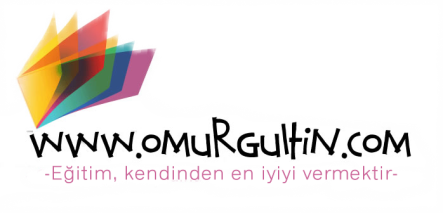 www.omuRgultiN.com
-Eğitim, kendinden en iyiyi vermektir-